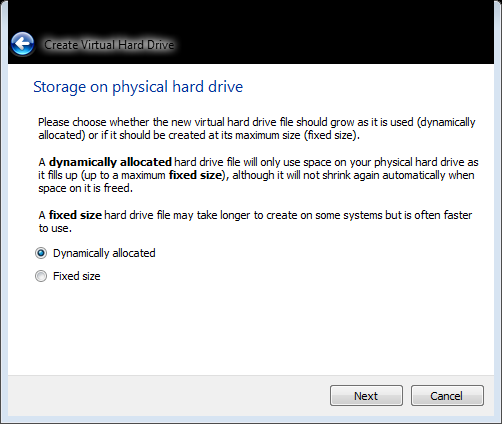 Create Virtual Hard Drive
Storage on physical hard drive
Please choose whether the new virtual hard drive file should grow as it is used (dynamically
allocated) or if it should be created at its maximum size (fixed size).
A dynamically allocated hard drive file will only use space on your physical hard drive as
it fills up (up to a maximum fixed size), although it will not shrink again automatically when
space on it is freed.
A fixed size hard drive file may take longer to create on some systems but is often faster
to use.
Dynamically allocated
Fixed size
Next
Cancel